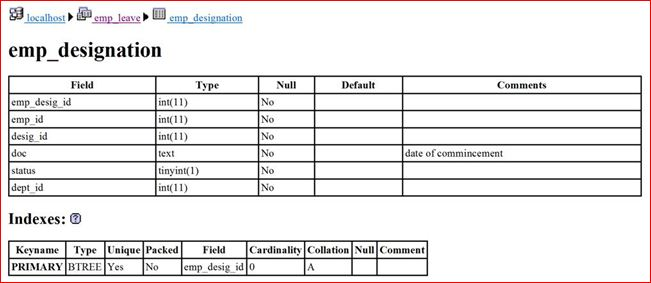 localhost emp_leave emp_designation
emp_designation
Field Type Null Default Comments
emp_desig_id int(11) No
emp_id int(11) No
desig_id int(11) No
doc text No date of commincement
status tinyint(1) No
dept_id int(11) No
Indexes: ?
Keyname Type Unique Packed Field Cardinality Collation Null Comment
PRIMARY BTREE Yes No emp_desig_id 0 A